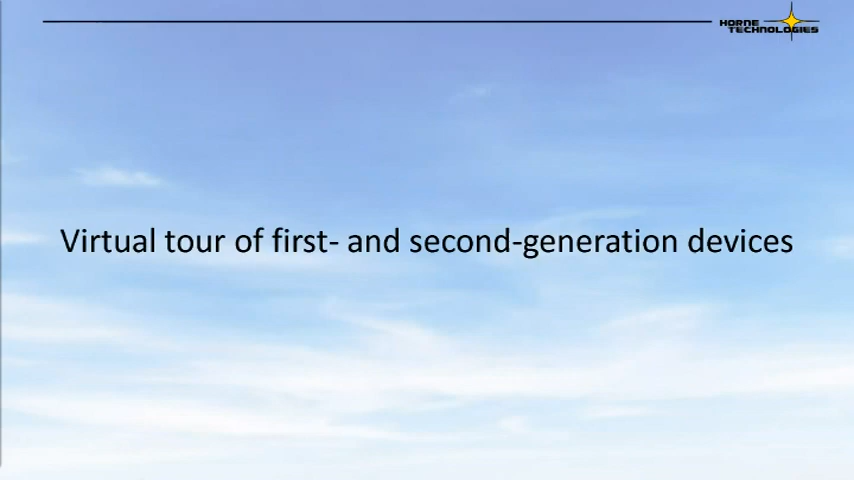 HORNE
TECHNOLOGIES
Virtual tour of first- and second-generation devices